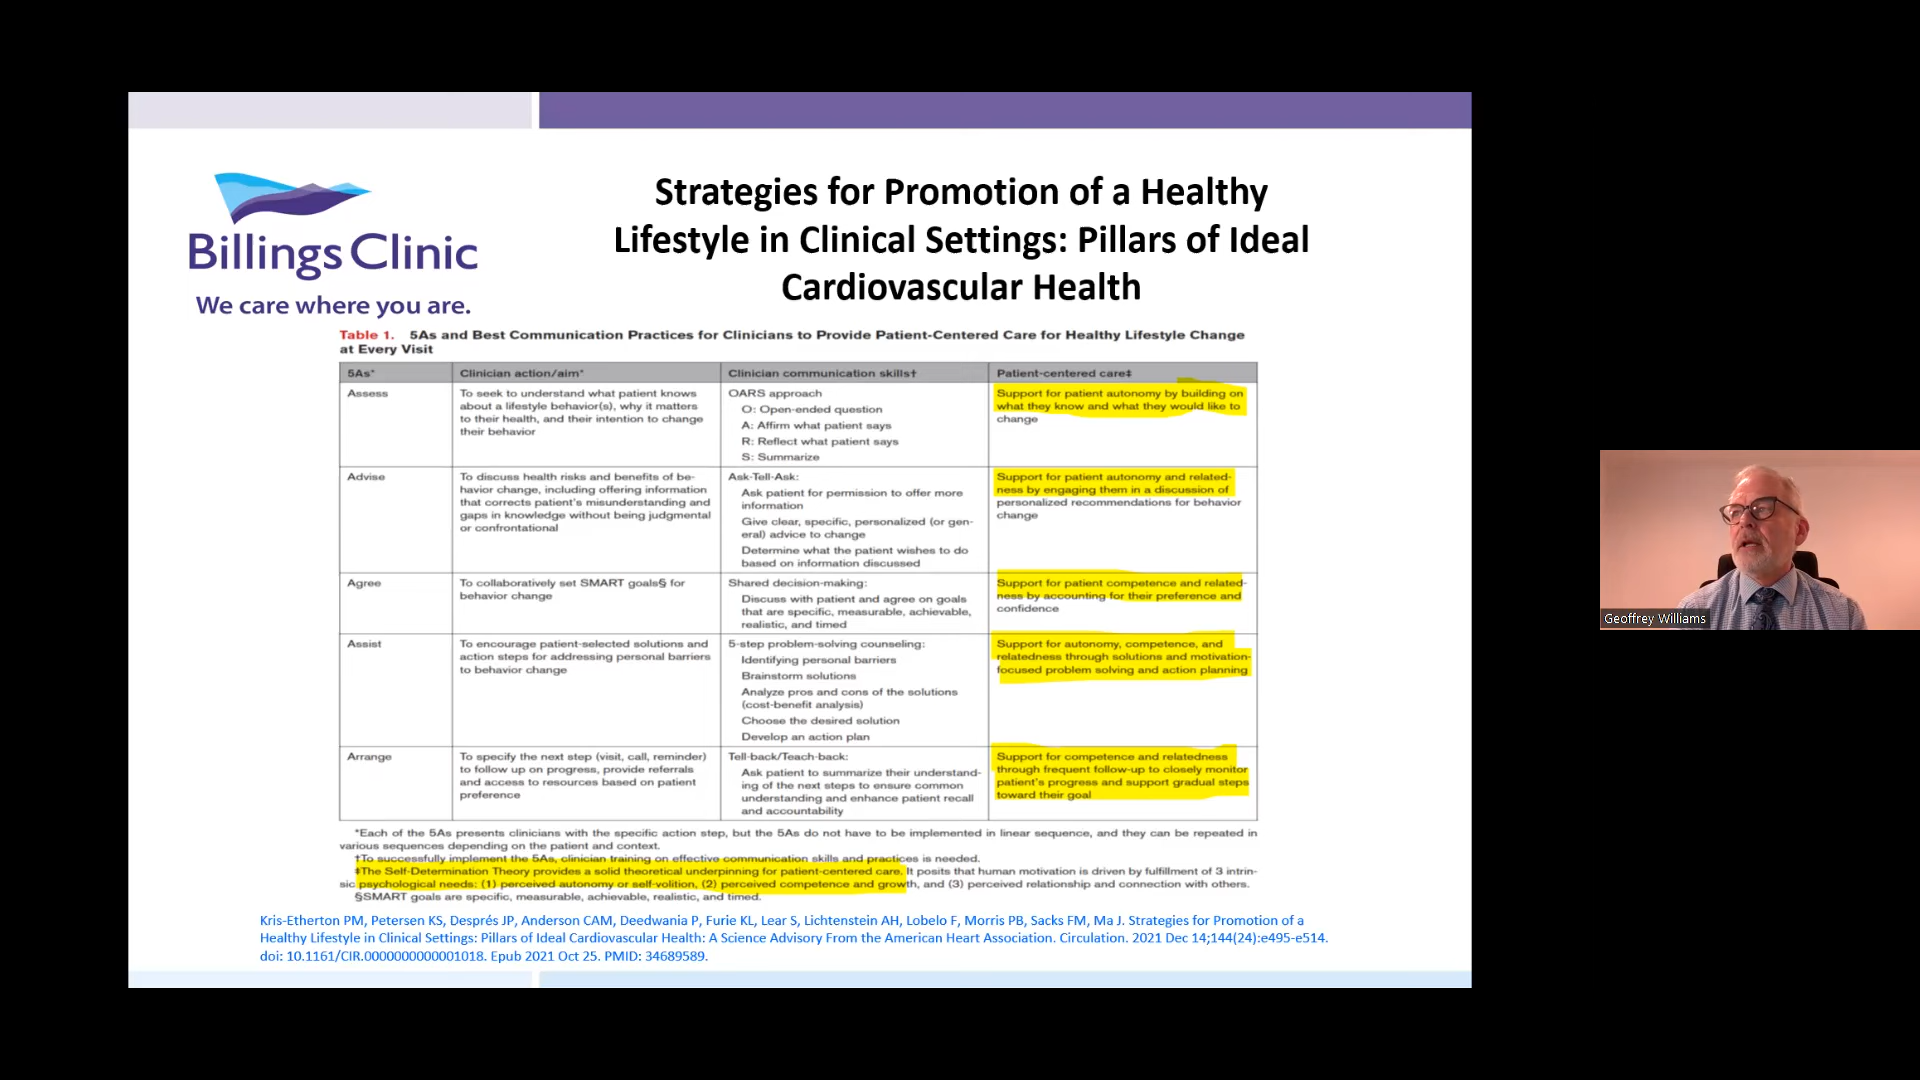 Billings Clinic
We care where you are.
Strategies for Promotion of a Healthy
Lifestyle in Clinical Settings: Pillars of Ideal
Cardiovascular Health
Table 1. 5As and Best Communication Practices for Clinicians to Provide Patient-Centered Care for Healthy Lifestyle Change
at Every Visit
5As*
Clinician action/aim*
Clinician communication skills†
Patient-centered care‡
Assess
To seek to understand what patient knows
about a lifestyle behavior(s), why it matters
to their health, and their intention to change
their behavior
OARS approach
O: Open-ended question
A: Affirm what patient says
R: Reflect what patient says
S: Summarize
Support for patient autonomy by building on
what they know and what they would like to
change
Advise
To discuss health risks and benefits of be-
havior change, including offering information
that corrects patient's misunderstanding and
gaps in knowledge without being judgmental
or confrontational
Ask-Tell-Ask:
Ask patient for permission to offer more
information
Give clear, specific, personalized (or gen-
eral) advice to change
Determine what the patient wishes to do
based on information discussed
Support for patient autonomy and related-
ness by engaging them in a discussion of
personalized recommendations for behavior
change
Agree
To collaboratively set SMART goals§ for
behavior change
Shared decision-making:
Discuss with patient and agree on goals
that are specific, measurable, achievable,
realistic, and timed
Support for patient competence and related-
ness by accounting for their preference and
confidence
Assist
To encourage patient-selected solutions and
action steps for addressing personal barriers
to behavior change
5-step problem-solving counseling:
Identifying personal barriers
Brainstorm solutions
Analyze pros and cons of the solutions
(cost-benefit analysis)
Choose the desired solution
Develop an action plan
Support for autonomy, competence, and
relatedness through solutions and motivation-
focused problem solving and action planning
Arrange
To specify the next step (visit, call, reminder)
to follow up on progress, provide referrals
and access to resources based on patient
preference
Tell-back/Teach-back:
Ask patient to summarize their understand-
ing of the next steps to ensure common
understanding and enhance patient recall
and accountability
Support for competence and relatedness
through frequent follow-up to closely monitor
patient's progress and support gradual steps
toward their goal
*Each of the 5As presents clinicians with the specific action step, but the 5As do not have to be implemented in linear sequence, and they can be repeated in
various sequences depending on the patient and context.
†To successfully implement the 5As, clinician training on effective communication skills and practices is needed.
‡The Self-Determination Theory provides a solid theoretical underpinning for patient-centered care. It posits that human motivation is driven by fulfillment of 3 intrin-
sic psychological needs: (1) perceived autonomy or self-volition, (2) perceived competence and growth, and (3) perceived relationship and connection with others.
§SMART goals are specific, measurable, achievable, realistic, and timed.
Kris-Etherton PM, Petersen KS, Després JP, Anderson CAM, Deedwania P, Furie KL, Lear S, Lichtenstein AH, Lobelo F, Morris PB, Sacks FM, Ma J. Strategies for Promotion of a
Healthy Lifestyle in Clinical Settings: Pillars of Ideal Cardiovascular Health: A Science Advisory From the American Heart Association. Circulation. 2021 Dec 14;144(24):e495-e514.
doi: 10.1161/CIR.0000000000001018. Epub 2021 Oct 25. PMID: 34689589.
Geoffrey Williams